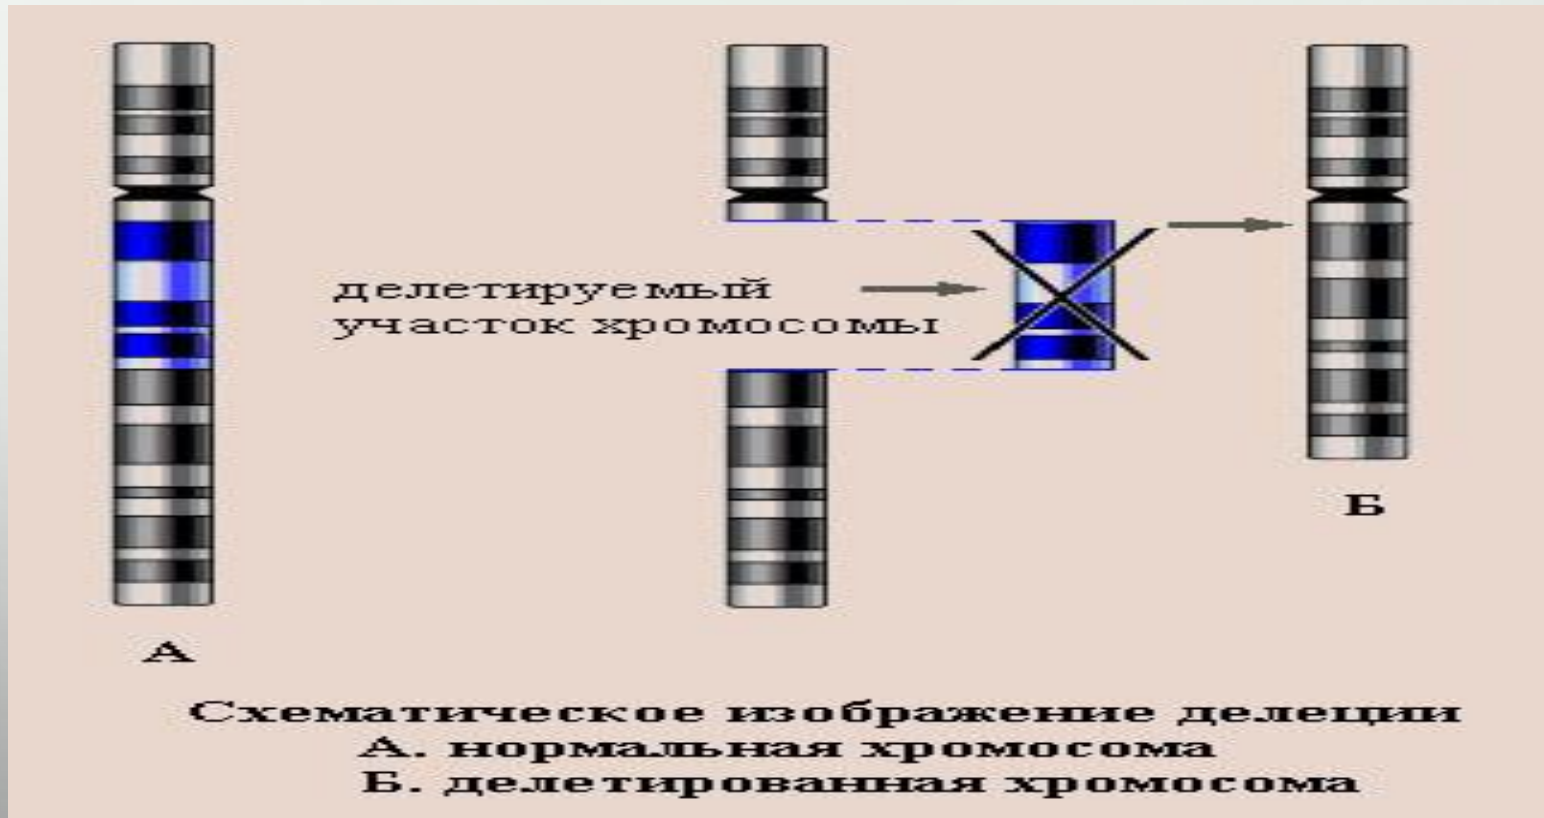 делетируемый
участок хромосомы
Б
А
Схематическое изображение делеции
А. нормальная хромосома
Б. делетированная хромосома